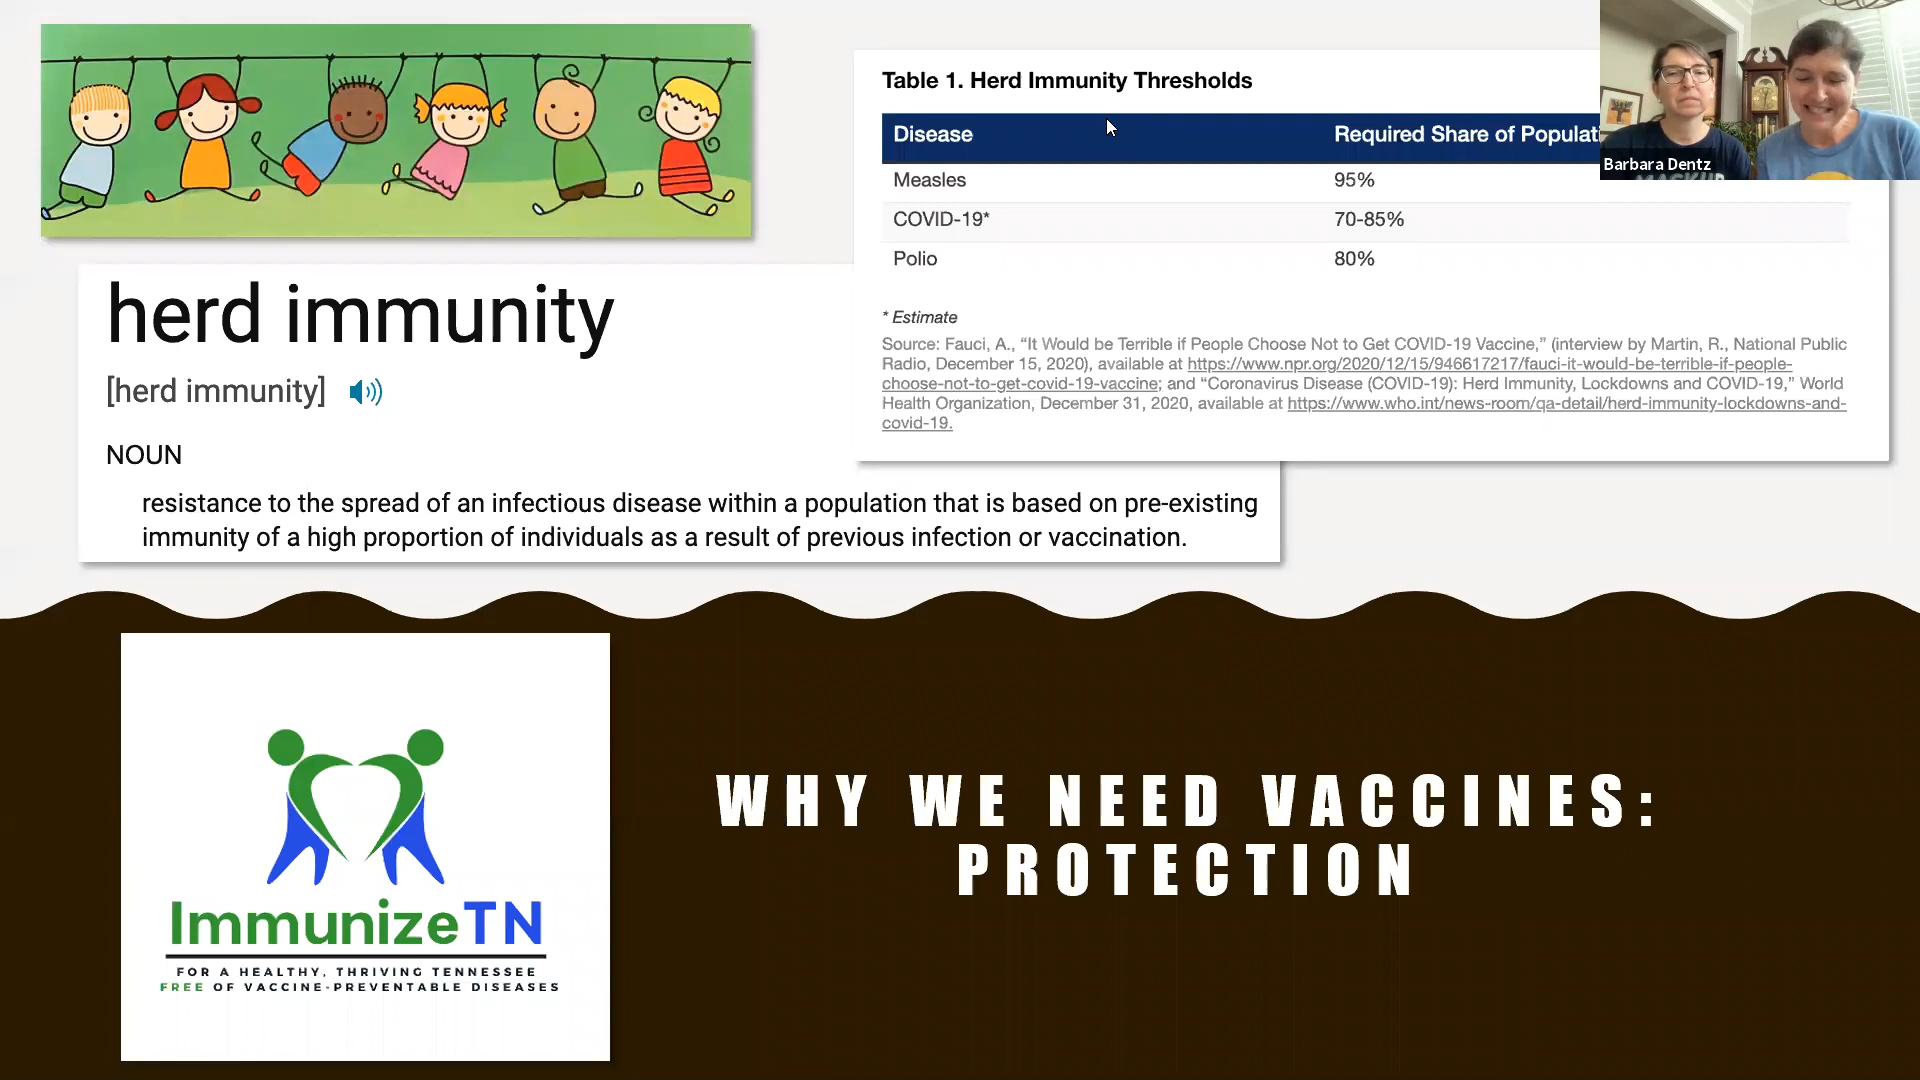 Table 1. Herd Immunity Thresholds
Disease Required Share of
Measles 95%
COVID-19* 70-85%
Polio 80%
* Estimate
Source: Fauci, A., “It Would be Terrible if People Choose Not to Get COVID-19 Vaccine,” (interview by Martin, R., National Public
Radio, December 15, 2020), available at https://www.npr.org/2020/12/15/946617217/fauci-it-would-be-terrible-if-people-
choose-not-to-get-covid-19-vaccine; and “Coronavirus Disease (COVID-19): Herd Immunity, Lockdowns and COVID-19,” World
Health Organization, December 31, 2020, available at https://www.who.int/news-room/qa-detail/herd-immunity-lockdowns-and-
covid-19.
Barbara Dentz
herd immunity
[herd immunity]
NOUN
resistance to the spread of an infectious disease within a population that is based on pre-existing
immunity of a high proportion of individuals as a result of previous infection or vaccination.
ImmunizeTN
FOR A HEALTHY, THRIVING TENNESSEE
FREE OF VACCINE-PREVENTABLE DISEASES
WHY WE NEED VACCINES:
PROTECTION